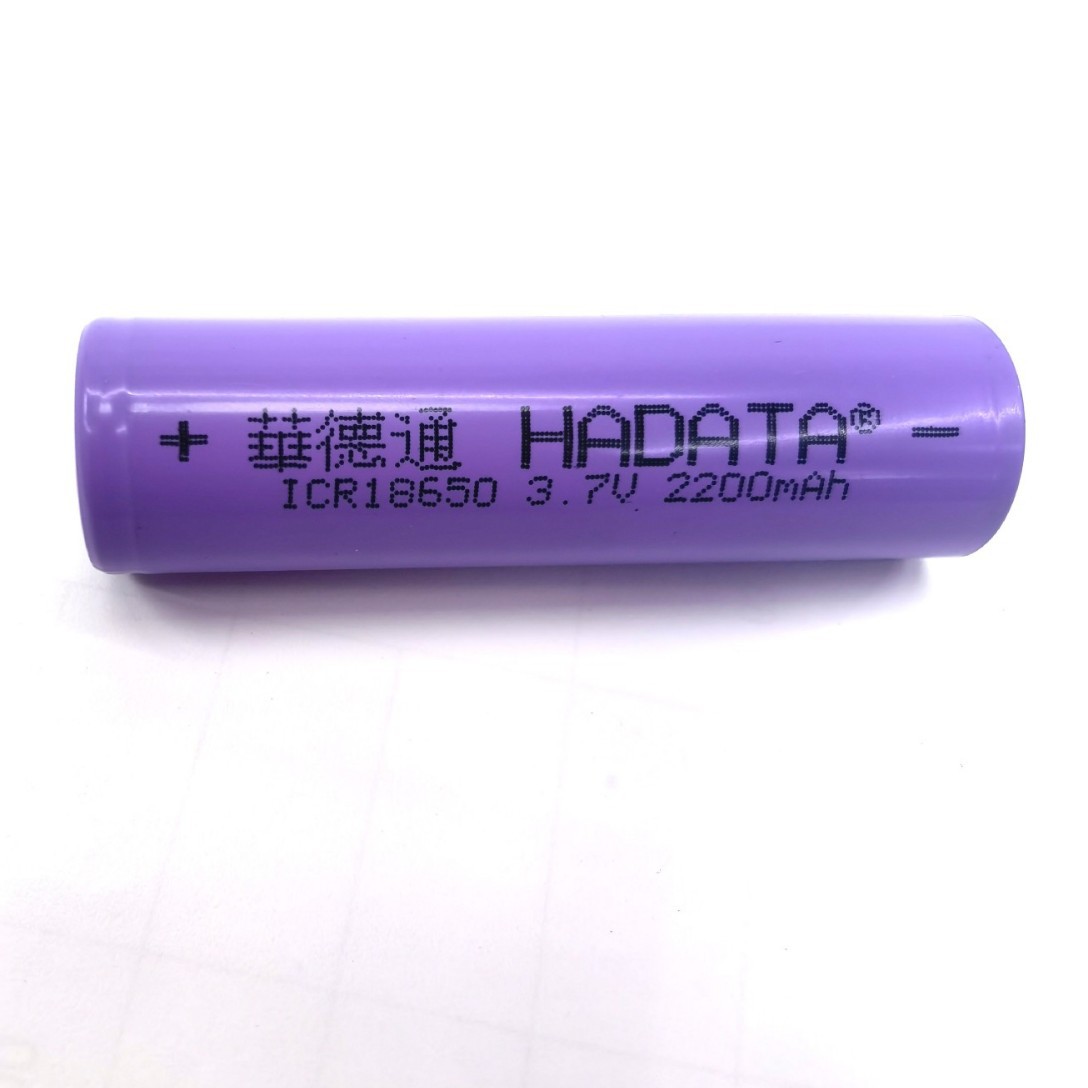 + 華德通 HADATA® −
ICR18650 3.7V 2200mAh